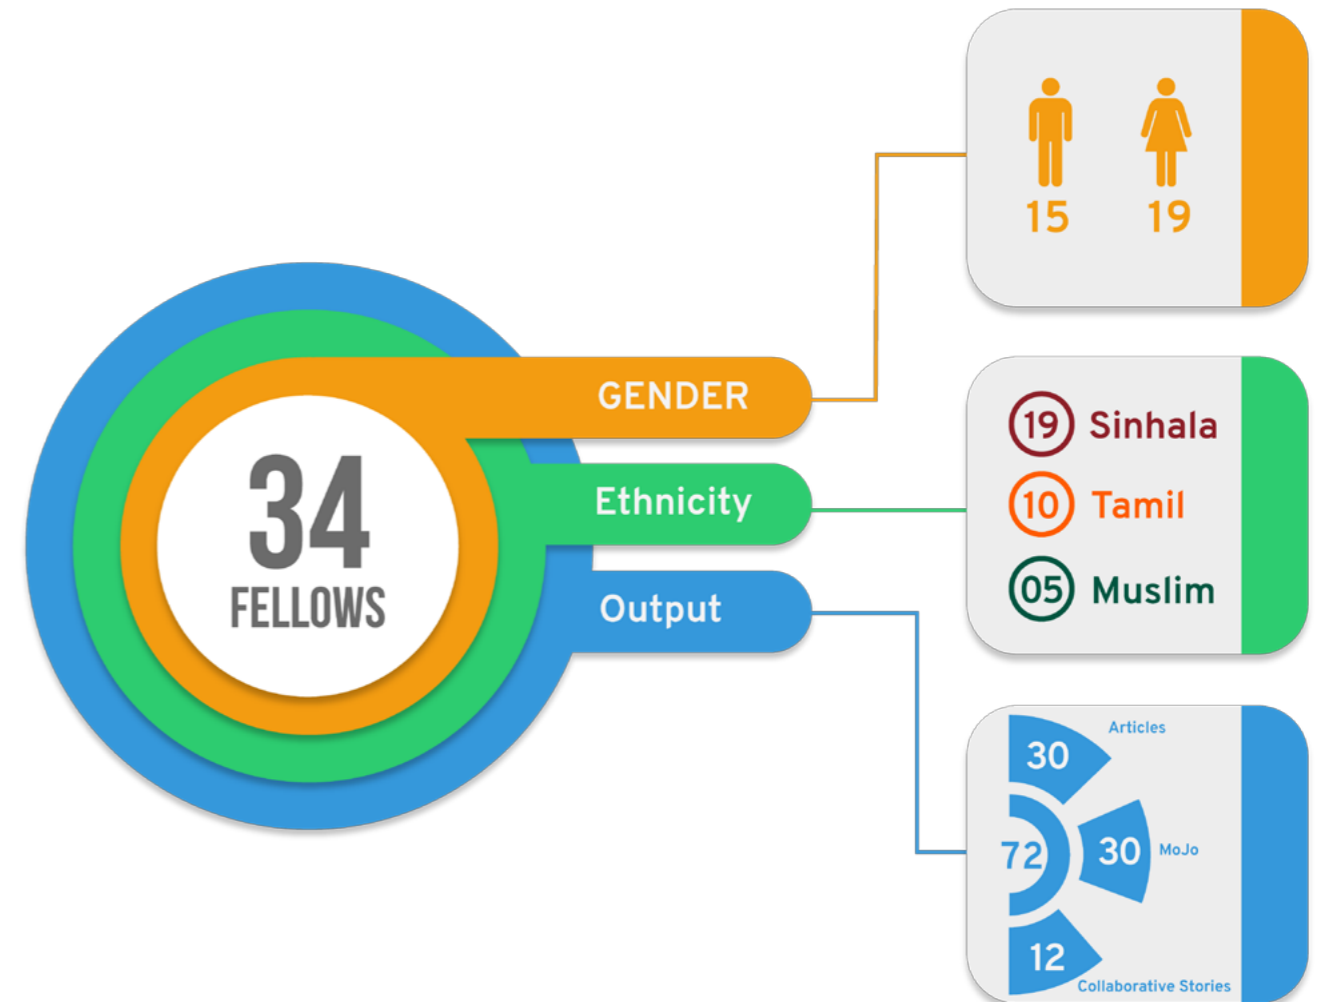 34
FELLOWS
GENDER
Ethnicity
Output
15 19
19 Sinhala
10 Tamil
05 Muslim
Articles
30
72 30 MoJo
12
Collaborative Stories